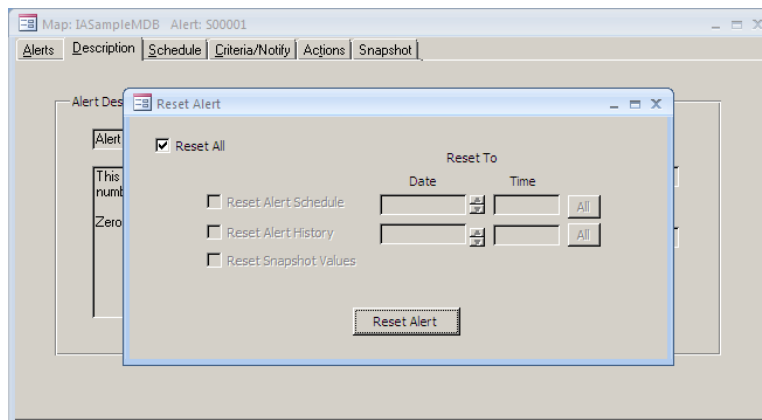 Map: IASampleMDB Alert: S00001
Alerts Description Schedule Criteria/Notify Actions Snapshot
Alert Des
Reset Alert
Alert
Reset All
Reset To
This
Date Time
numb
Reset Alert Schedule All
Zero
Reset Alert History All
Reset Snapshot Values
Reset Alert